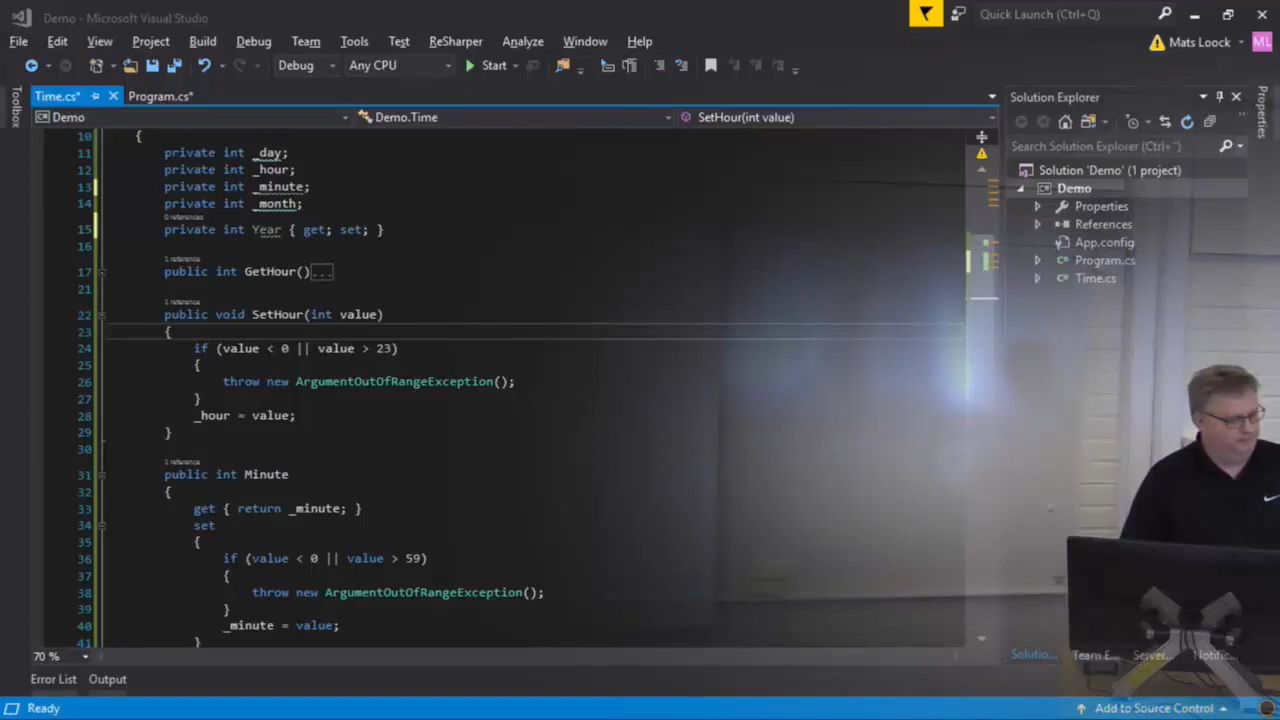 Demo - Microsoft Visual Studio
Quick Launch (Ctrl+Q)
File Edit View Project Build Debug Team Tools Test ReSharper Analyze Window Help
Mats Loock ML
Debug Any CPU Start
Toolbox
Time.cs* Program.cs*
Solution Explorer
Properties
Demo Demo.Time SetHour(int value)
Search Solution Explorer (Ctrl+¨)
Solution 'Demo' (1 project)
Demo
Properties
References
App.config
Program.cs
Time.cs
10 {
11 private int _day;
12 private int _hour;
13 private int _minute;
14 private int _month;
0 references
15 private int Year { get; set; }
16
1 reference
17 public int GetHour()...
21
1 reference
22 public void SetHour(int value)
23 {
24 if (value < 0 || value > 23)
25 {
26 throw new ArgumentOutOfRangeException();
27 }
28 _hour = value;
29 }
30
1 reference
31 public int Minute
32 {
33 get { return _minute; }
34 set
35 {
36 if (value < 0 || value > 59)
37 {
38 throw new ArgumentOutOfRangeException();
39 }
40 _minute = value;
41 }
70 %
Solutio... Team E... Server... Notific...
Error List Output
Ready
Add to Source Control